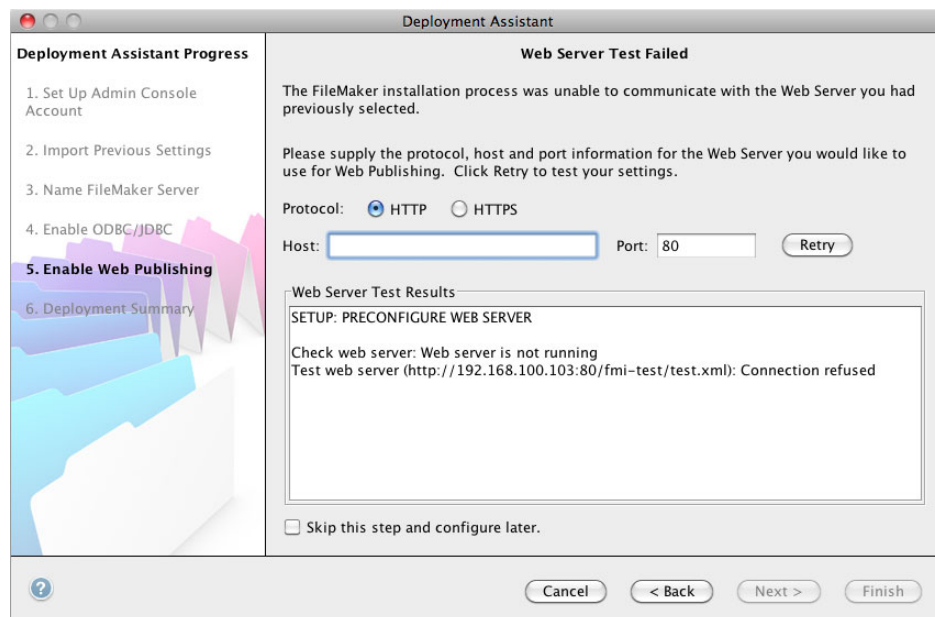 Deployment Assistant
Deployment Assistant Progress
1. Set Up Admin Console
Account
2. Import Previous Settings
3. Name FileMaker Server
4. Enable ODBC/JDBC
5. Enable Web Publishing
6. Deployment Summary
Web Server Test Failed
The FileMaker installation process was unable to communicate with the Web Server you had
previously selected.
Please supply the protocol, host and port information for the Web Server you would like to
use for Web Publishing.  Click Retry to test your settings.
Protocol: HTTP HTTPS
Host: Port: 80 Retry
Web Server Test Results
SETUP: PRECONFIGURE WEB SERVER
Check web server: Web server is not running
Test web server (http://192.168.100.103:80/fmi-test/test.xml): Connection refused
Skip this step and configure later.
? Cancel < Back Next > Finish